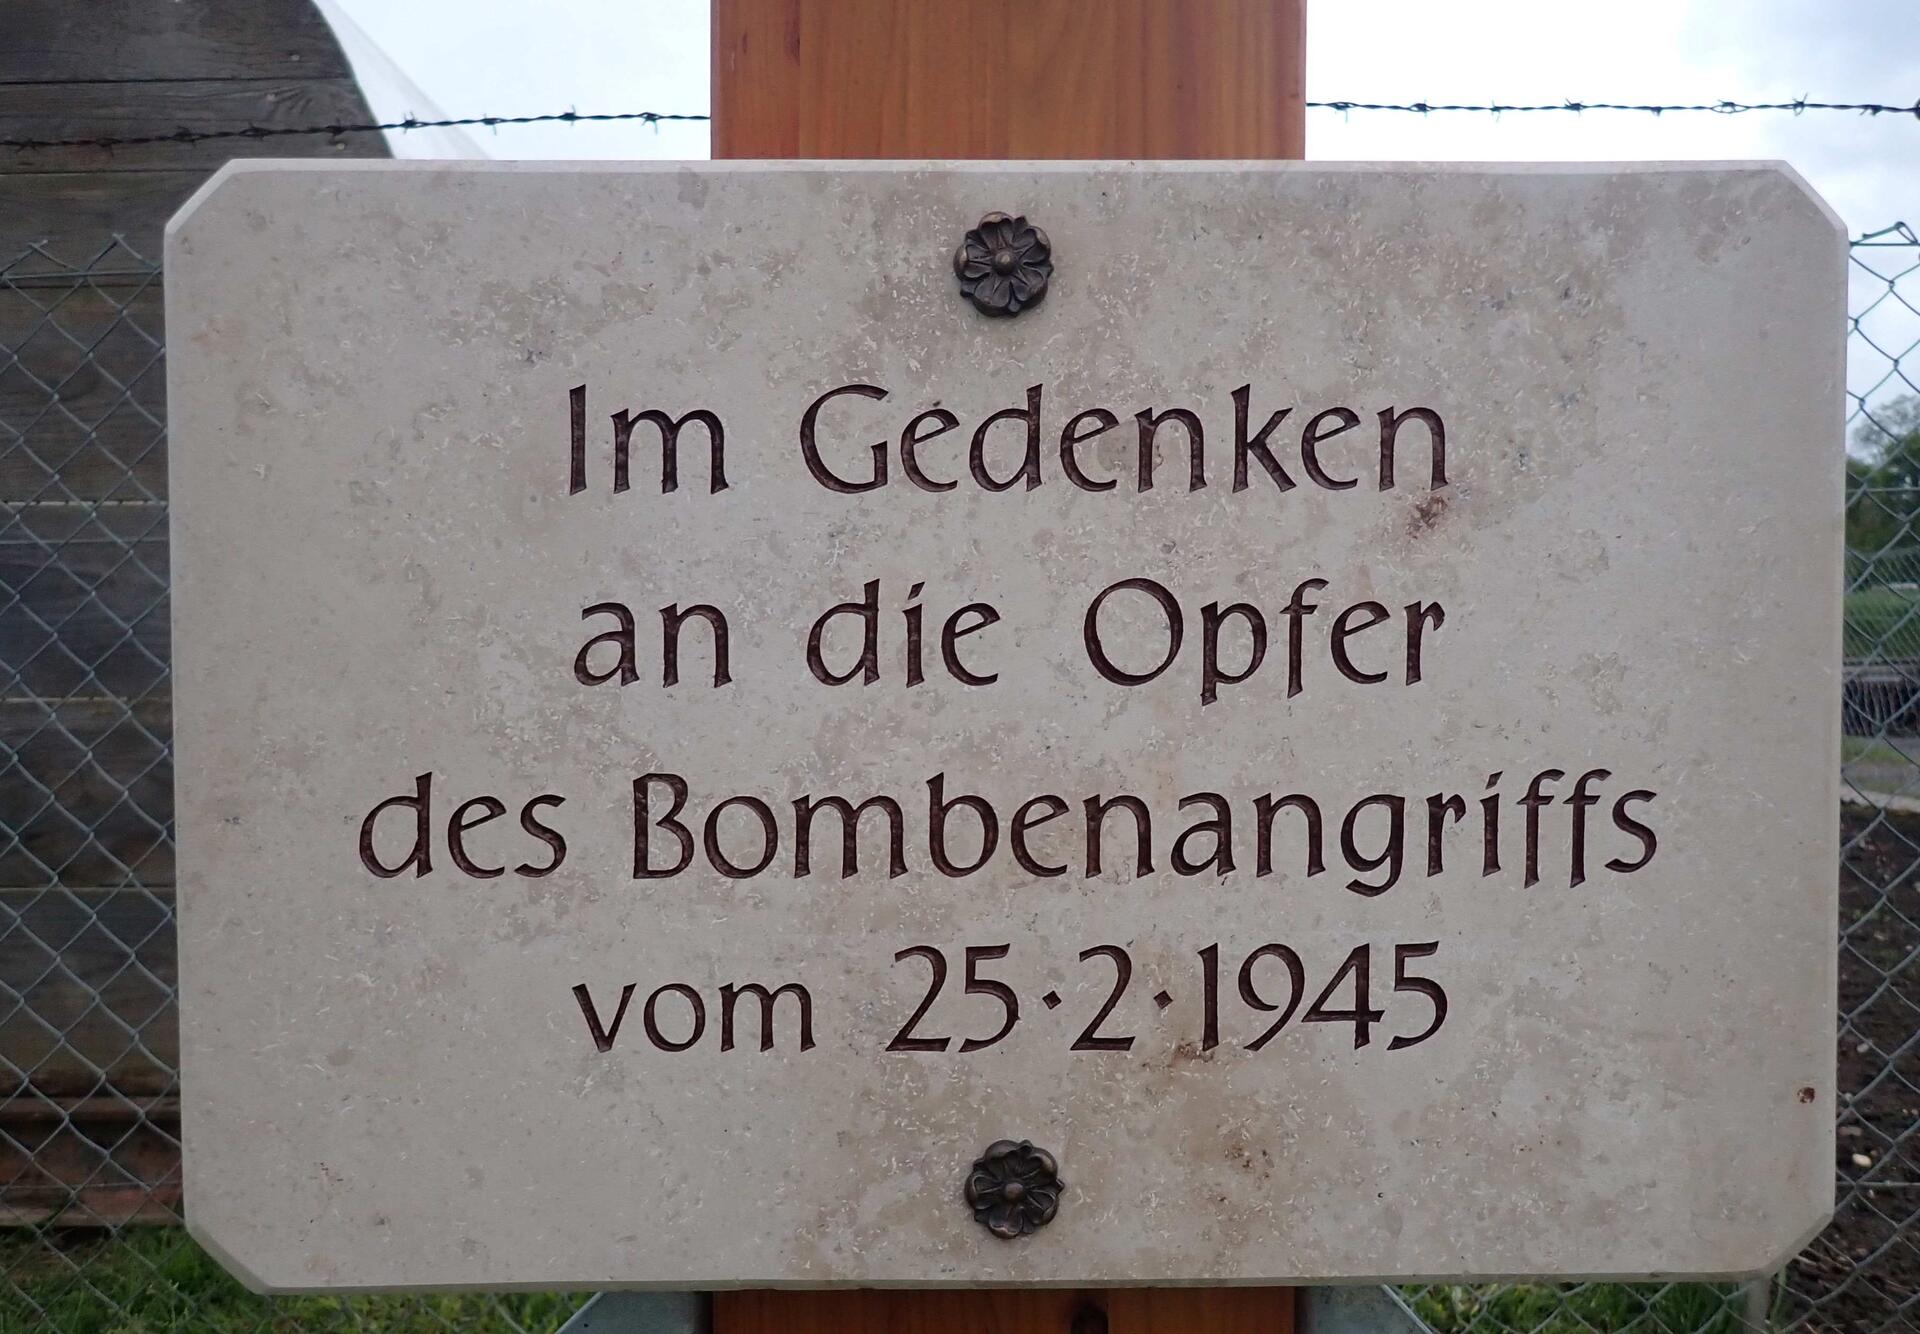 Im Gedenken
an die Opfer
des Bombenangriffs
vom 25·2·1945